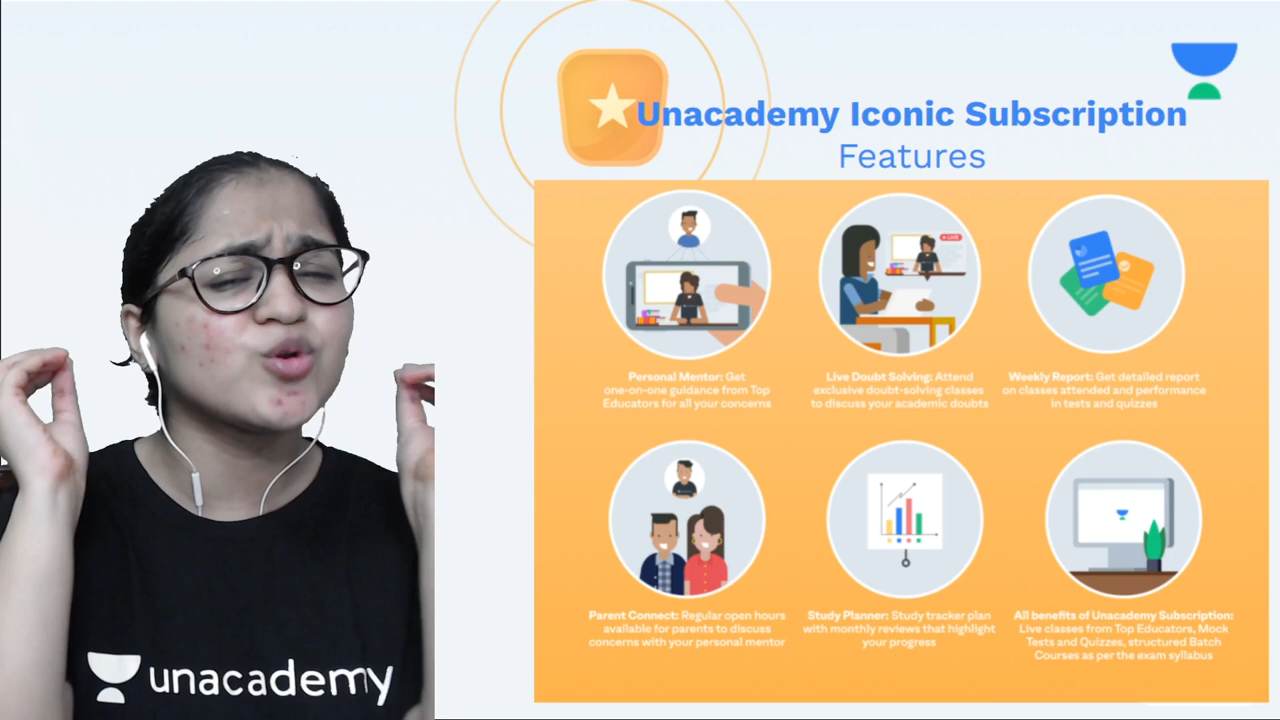 Unacademy Iconic Subscription
Features
LIVE
Personal Mentor: Get
one-on-one guidance from Top
Educators for all your concerns
Live Doubt Solving: Attend
exclusive doubt-solving classes
to discuss your academic doubts
Weekly Report: Get detailed report
on classes attended and performance
in tests and quizzes
Parent Connect: Regular open hours
available for parents to discuss
concerns with your personal mentor
Study Planner: Study tracker plan
with monthly reviews that highlight
your progress
All benefits of Unacademy Subscription:
Live classes from Top Educators, Mock
Tests and Quizzes, structured Batch
Courses as per the exam syllabus
unacademy